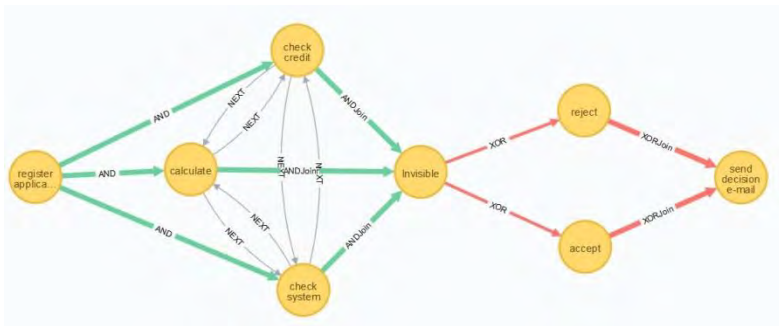 check
credit
AND
NEXT
NEXT
ANDJoin
reject
XOR
XORJoin
register
applica...
AND
calculate
ANDJoin
NEXT
NEXT
Invisible
send
decision
e-mail
AND
NEXT
NEXT
ANDJoin
XOR
XORJoin
accept
check
system